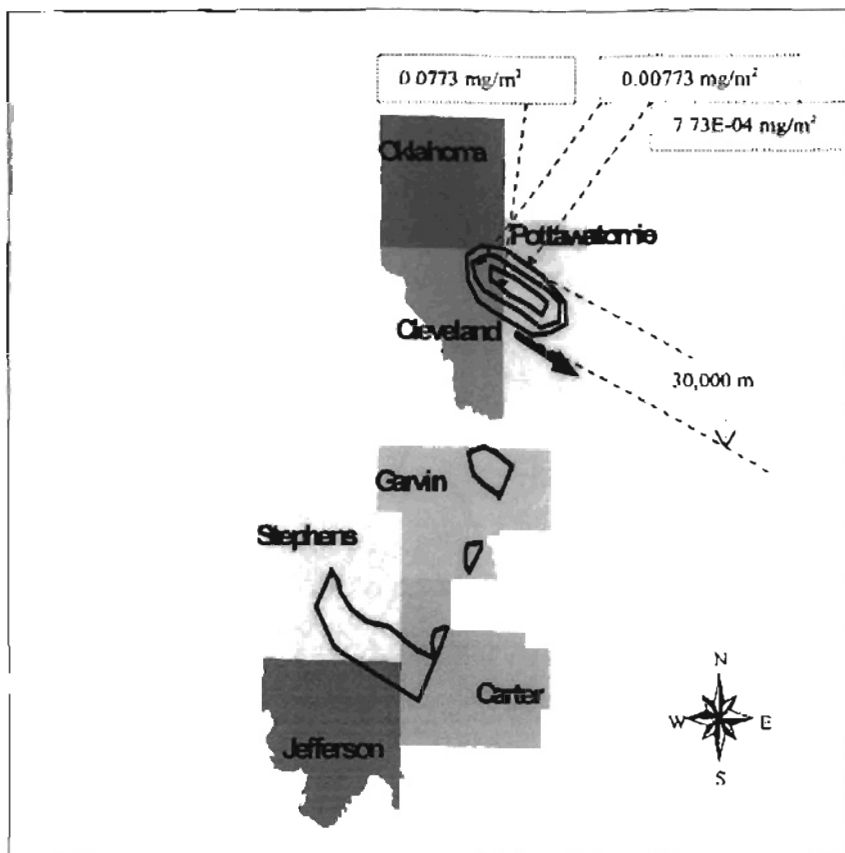 0.0773 mg/m²
0.00773 mg/m²
7.73E-04 mg/m²
Oklahoma
Pottawatomie
Cleveland
30,000 m
Garvin
Stephens
Carter
Jefferson
N
W E
S